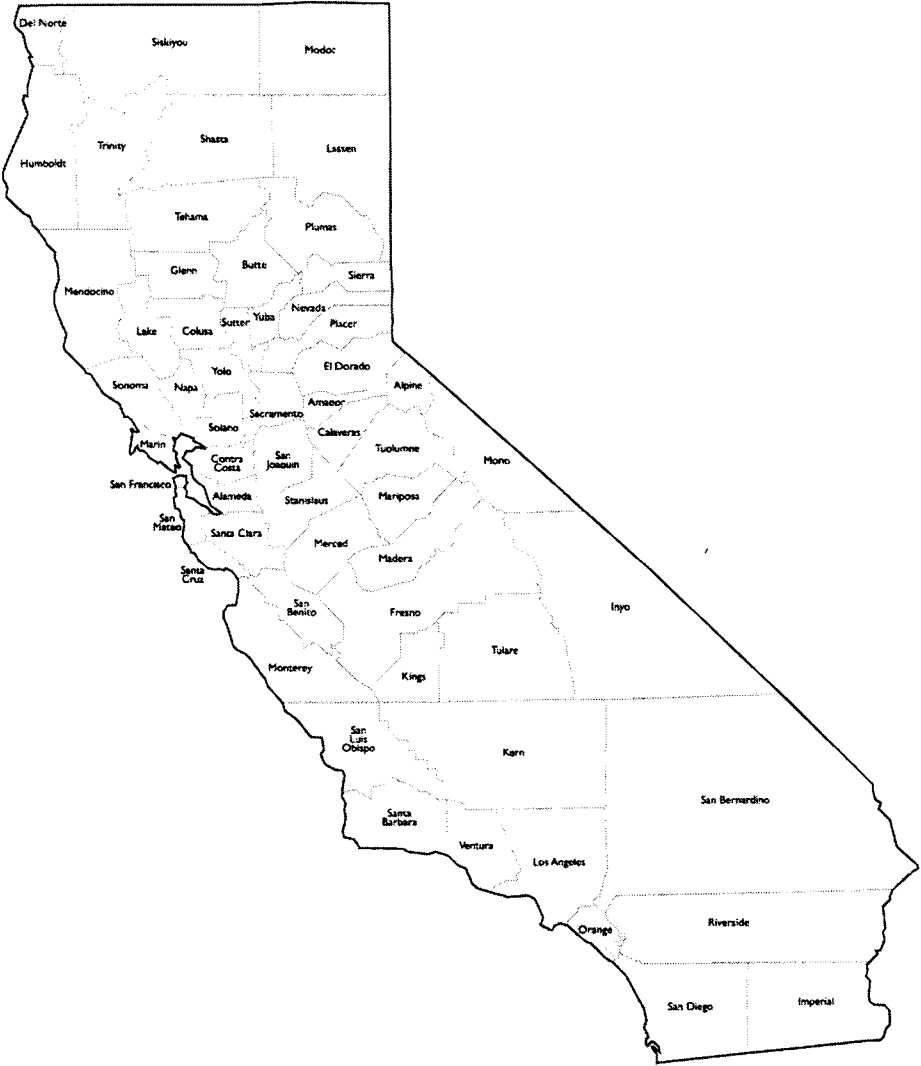 Del Norte
Siskiyou
Modoc
Humboldt
Trinity
Shasta
Lassen
Tehama
Plumas
Mendocino
Glenn
Butte
Sierra
Lake
Colusa
Sutter
Yuba
Nevada
Placer
Sonoma
Napa
Yolo
El Dorado
Alpine
Solano
Sacramento
Amador
Calaveras
Marin
Contra
Costa
San
Joaquin
Tuolumne
Mono
San Francisco
Alameda
Stanislaus
Mariposa
San
Mateo
Santa Clara
Merced
Madera
Santa
Cruz
San
Benito
Fresno
Inyo
Monterey
Kings
Tulare
San
Luis
Obispo
Kern
San Bernardino
Santa
Barbara
Ventura
Los Angeles
Orange
Riverside
San Diego
Imperial